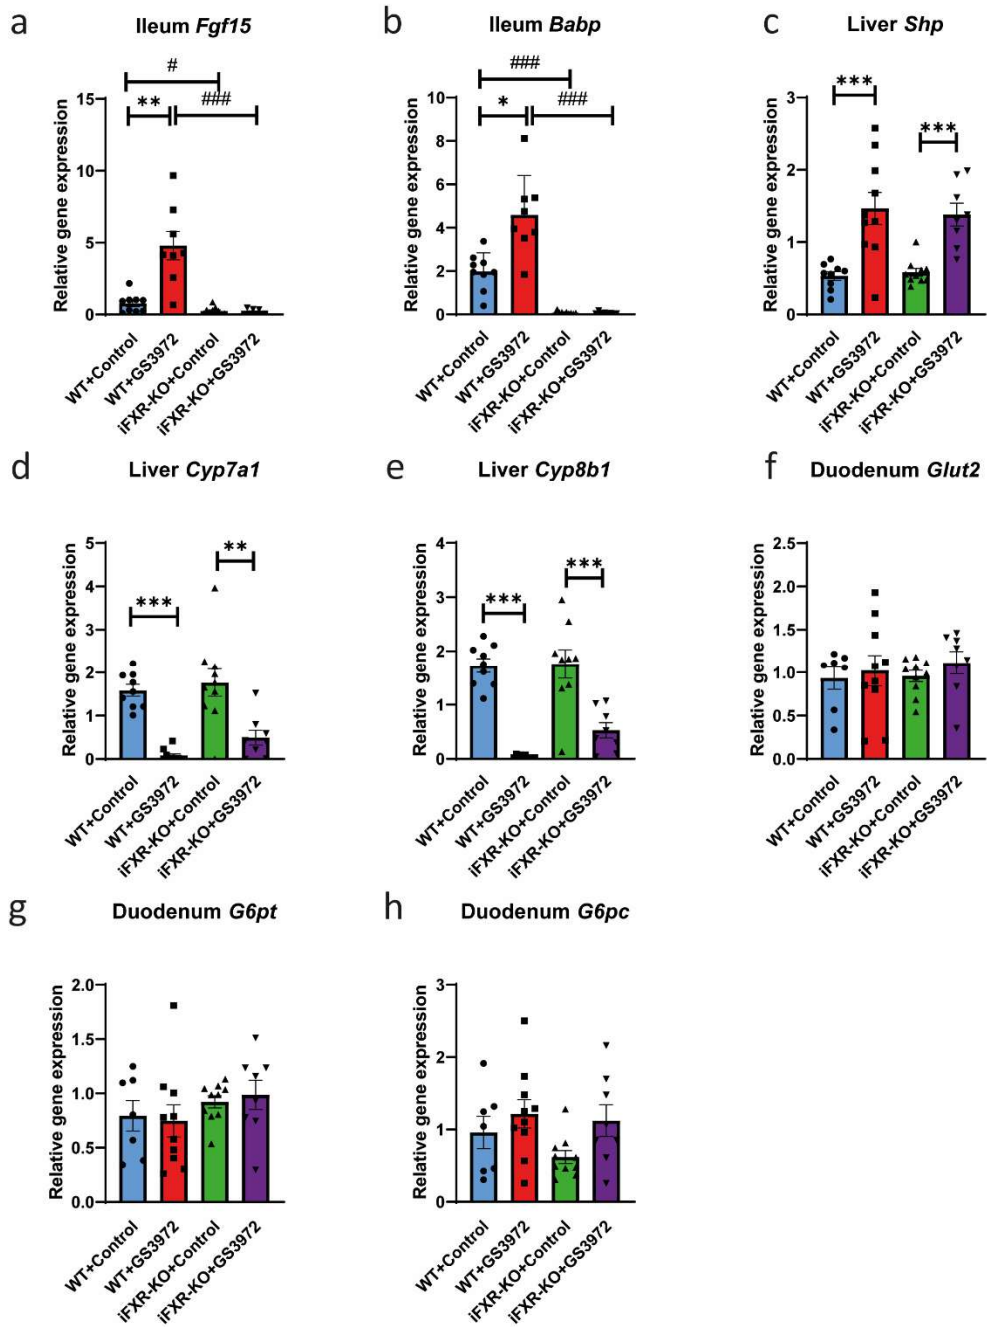 a
Ileum Fgf15
#
**
###
Relative gene expression
15
10
5
0
WT+Control
WT+GS3972
iFXR-KO+Control
iFXR-KO+GS3972
b
Ileum Babp
###
*
###
Relative gene expression
10
8
6
4
2
0
WT+Control
WT+GS3972
iFXR-KO+Control
iFXR-KO+GS3972
c
Liver Shp
***
***
Relative gene expression
3
2
1
0
WT+Control
WT+GS3972
iFXR-KO+Control
iFXR-KO+GS3972
d
Liver Cyp7a1
**
***
Relative gene expression
5
4
3
2
1
0
WT+Control
WT+GS3972
iFXR-KO+Control
iFXR-KO+GS3972
e
Liver Cyp8b1
***
***
Relative gene expression
4
3
2
1
0
WT+Control
WT+GS3972
iFXR-KO+Control
iFXR-KO+GS3972
f
Duodenum Glut2
Relative gene expression
2.5
2.0
1.5
1.0
0.5
0.0
WT+Control
WT+GS3972
iFXR-KO+Control
iFXR-KO+GS3972
g
Duodenum G6pt
Relative gene expression
2.0
1.5
1.0
0.5
0.0
WT+Control
WT+GS3972
iFXR-KO+Control
iFXR-KO+GS3972
h
Duodenum G6pc
Relative gene expression
3
2
1
0
WT+Control
WT+GS3972
iFXR-KO+Control
iFXR-KO+GS3972